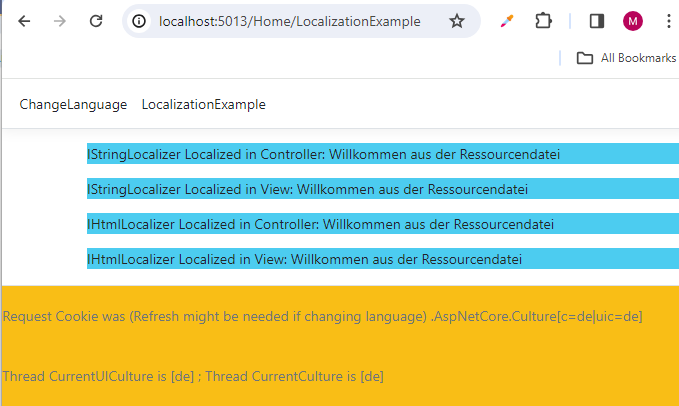 localhost:5013/Home/LocalizationExample
M
All Bookmarks
ChangeLanguage LocalizationExample
IStringLocalizer Localized in Controller: Willkommen aus der Ressourcendatei
IStringLocalizer Localized in View: Willkommen aus der Ressourcendatei
IHtmlLocalizer Localized in Controller: Willkommen aus der Ressourcendatei
IHtmlLocalizer Localized in View: Willkommen aus der Ressourcendatei
Request Cookie was (Refresh might be needed if changing language) .AspNetCore.Culture[c=de|uic=de]
Thread CurrentUICulture is [de] ; Thread CurrentCulture is [de]